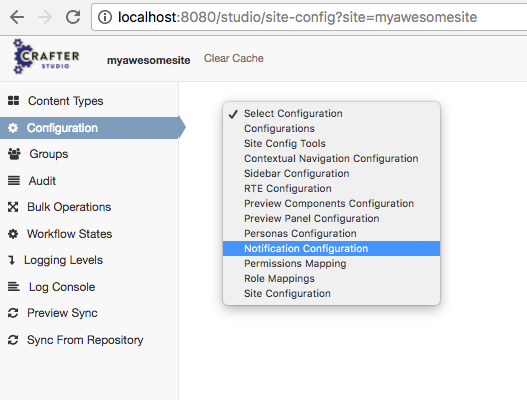 localhost:8080/studio/site-config?site=myawesomesite
CRAFTER
STUDIO
myawesomesite
Clear Cache
Content Types
Configuration
Groups
Audit
Bulk Operations
Workflow States
Logging Levels
Log Console
Preview Sync
Sync From Repository
Select Configuration
Configurations
Site Config Tools
Contextual Navigation Configuration
Sidebar Configuration
RTE Configuration
Preview Components Configuration
Preview Panel Configuration
Personas Configuration
Notification Configuration
Permissions Mapping
Role Mappings
Site Configuration